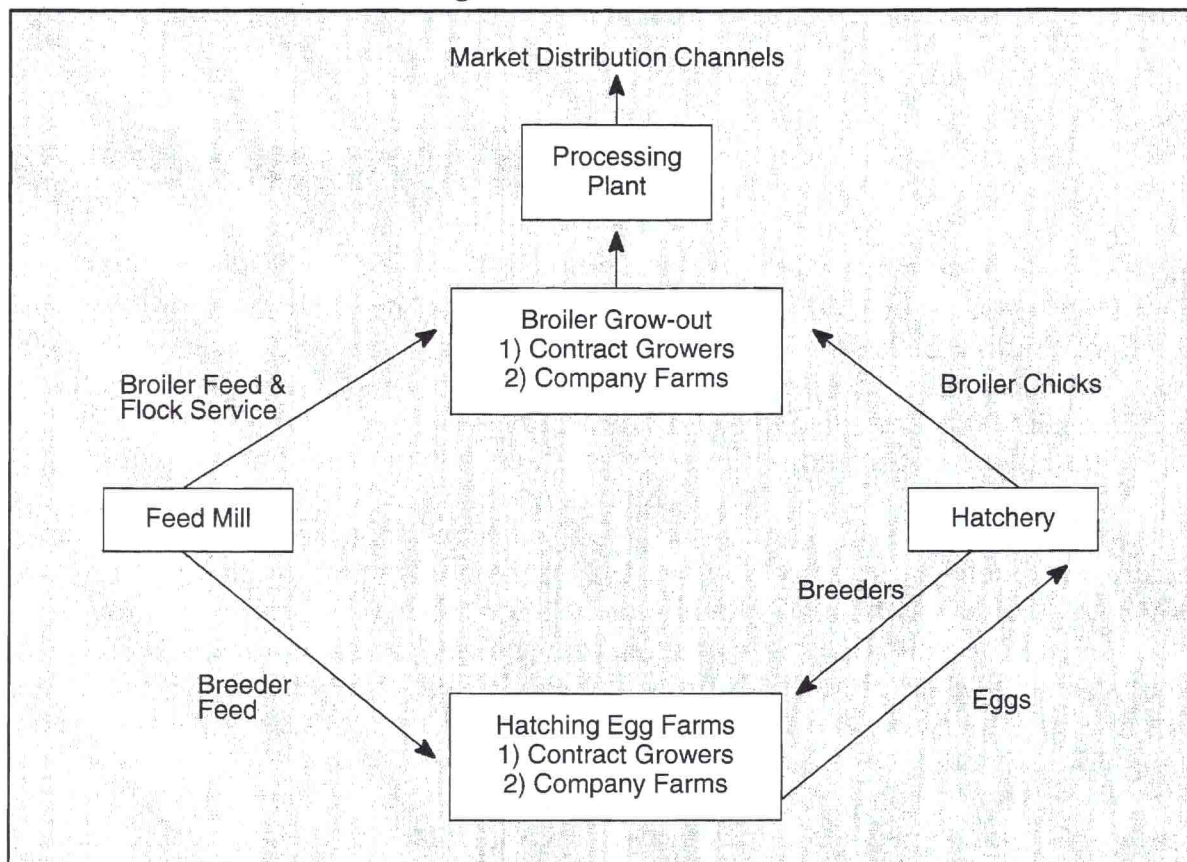 Market Distribution Channels
Processing
Plant
Broiler Grow-out
1) Contract Growers
2) Company Farms
Broiler Feed &
Flock Service
Broiler Chicks
Feed Mill
Hatchery
Breeders
Breeder
Feed
Eggs
Hatching Egg Farms
1) Contract Growers
2) Company Farms